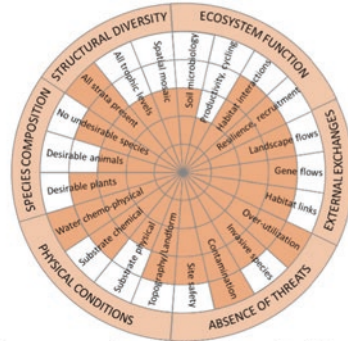 STRUCTURAL DIVERSITY
ECOSYSTEM FUNCTION
EXTERNAL EXCHANGES
ABSENCE OF THREATS
PHYSICAL CONDITIONS
SPECIES COMPOSITION
All strata present
All trophic levels
Spatial mosaic
Soil microbiology
Productivity, cycling
Habitat interactions
Resilience, recruitment
Landscape flows
Gene flows
Habitat links
Over-utilization
Invasive species
Contamination
Site safety
Topography/Landform
Substrate physical
Substrate chemical
Water chemo-physical
Desirable plants
Desirable animals
No undesirable species